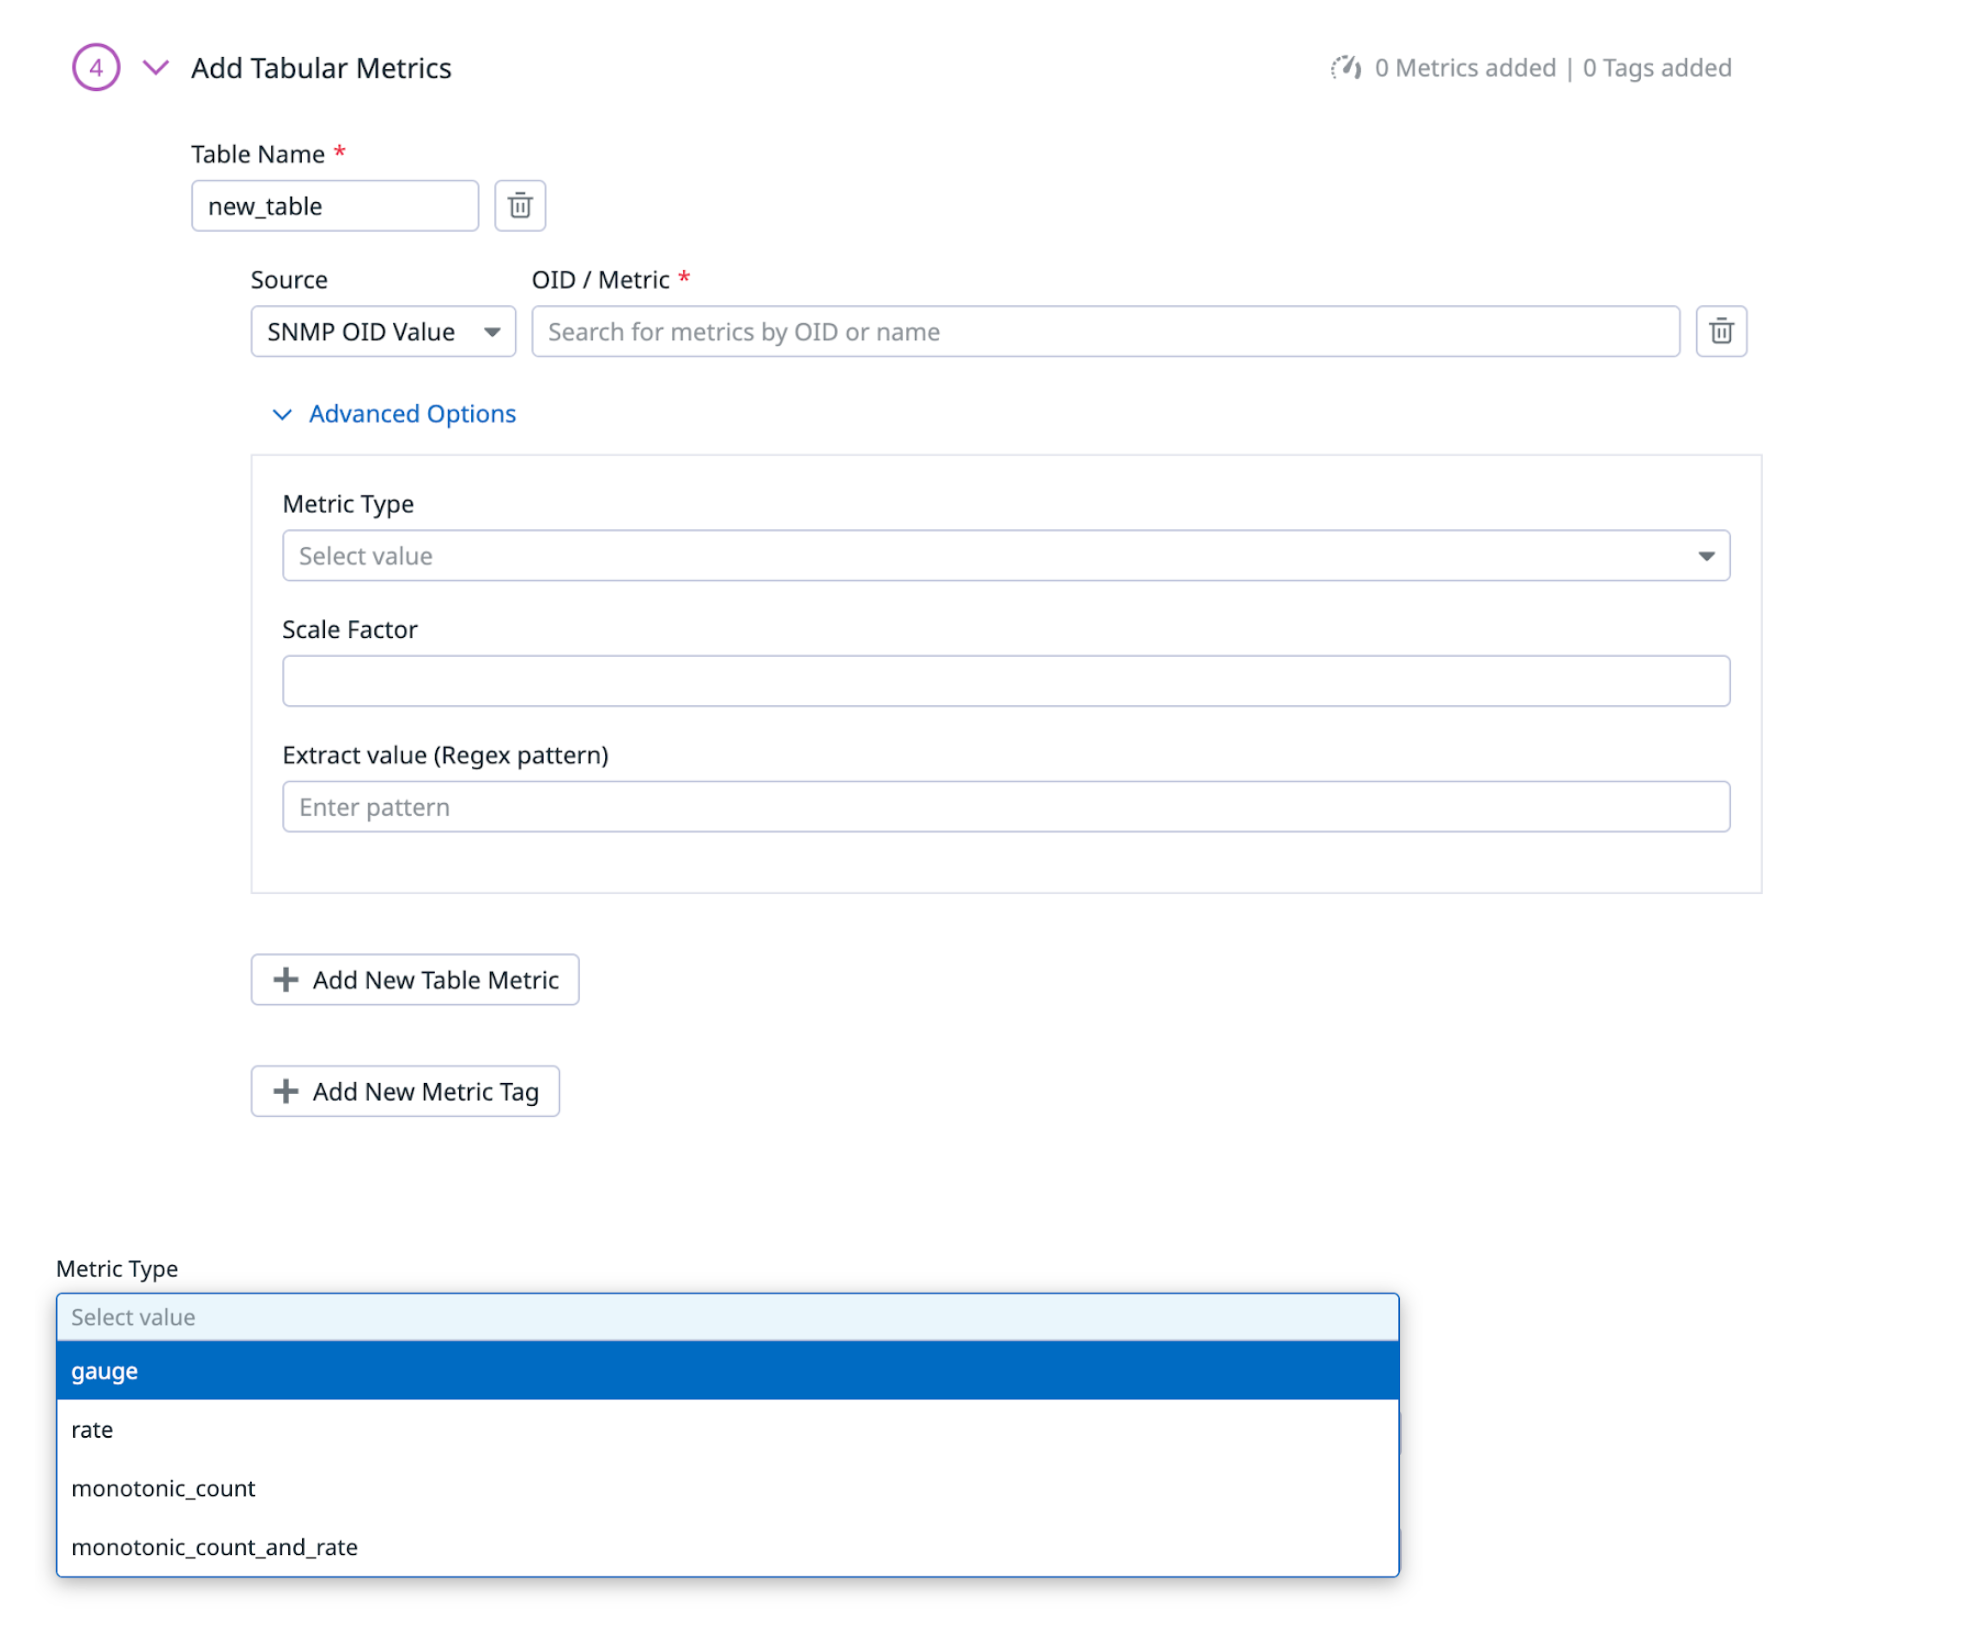 4 Add Tabular Metrics 0 Metrics added | 0 Tags added
Table Name *
new_table
Source OID / Metric *
SNMP OID Value Search for metrics by OID or name
Advanced Options
Metric Type
Select value
Scale Factor
Extract value (Regex pattern)
Enter pattern
Add New Table Metric
Add New Metric Tag
Metric Type
Select value
gauge
rate
monotonic_count
monotonic_count_and_rate